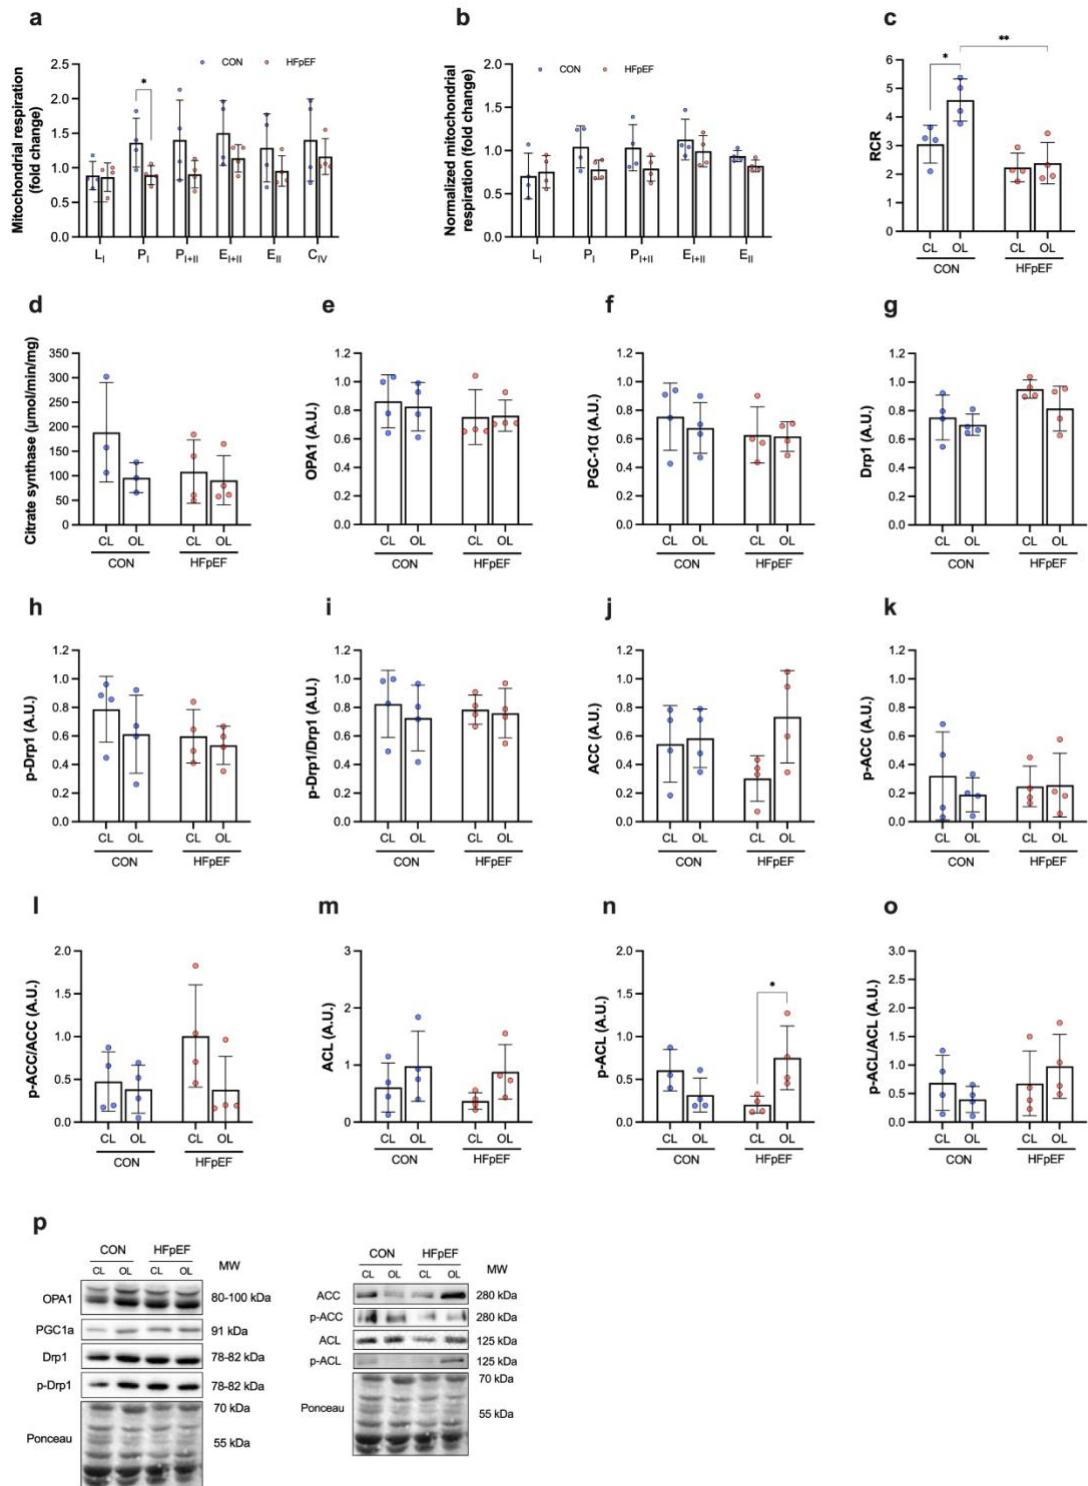 a
Mitochondrial respiration
(fold change)
2.5
2.0
1.5
1.0
0.5
0.0
CON
HFpEF
*
L_I P_I P_I+II E_I+II E_II C_IV
b
Normalized mitochondrial
respiration (fold change)
2.0
1.5
1.0
0.5
0.0
CON
HFpEF
L_I P_I P_I+II E_I+II E_II
c
RCR
6
5
4
3
2
1
0
*
**
CL OL CL OL
CON HFpEF
d
Citrate synthase (µmol/min/mg)
350
300
250
200
150
100
50
0
CL OL CL OL
CON HFpEF
e
OPA1 (A.U.)
1.2
1.0
0.8
0.6
0.4
0.2
0.0
CL OL CL OL
CON HFpEF
f
PGC-1α (A.U.)
1.2
1.0
0.8
0.6
0.4
0.2
0.0
CL OL CL OL
CON HFpEF
g
Drp1 (A.U.)
1.2
1.0
0.8
0.6
0.4
0.2
0.0
CL OL CL OL
CON HFpEF
h
p-Drp1 (A.U.)
1.2
1.0
0.8
0.6
0.4
0.2
0.0
CL OL CL OL
CON HFpEF
i
p-Drp1/Drp1 (A.U.)
1.2
1.0
0.8
0.6
0.4
0.2
0.0
CL OL CL OL
CON HFpEF
j
ACC (A.U.)
1.2
1.0
0.8
0.6
0.4
0.2
0.0
CL OL CL OL
CON HFpEF
k
p-ACC (A.U.)
1.2
1.0
0.8
0.6
0.4
0.2
0.0
CL OL CL OL
CON HFpEF
l
p-ACC/ACC (A.U.)
2.0
1.5
1.0
0.5
0.0
CL OL CL OL
CON HFpEF
m
ACL (A.U.)
3
2
1
0
CL OL CL OL
CON HFpEF
n
p-ACL (A.U.)
2.0
1.5
1.0
0.5
0.0
*
CL OL CL OL
CON HFpEF
o
p-ACL/ACL (A.U.)
3.0
2.5
2.0
1.5
1.0
0.5
0.0
CL OL CL OL
CON HFpEF
p
CON HFpEF
CL OL CL OL MW
OPA1 80-100 kDa
PGC1a 91 kDa
Drp1 78-82 kDa
p-Drp1 78-82 kDa
70 kDa
Ponceau
55 kDa
CON HFpEF
CL OL CL OL MW
ACC 280 kDa
p-ACC 280 kDa
ACL 125 kDa
p-ACL 125 kDa
70 kDa
Ponceau
55 kDa